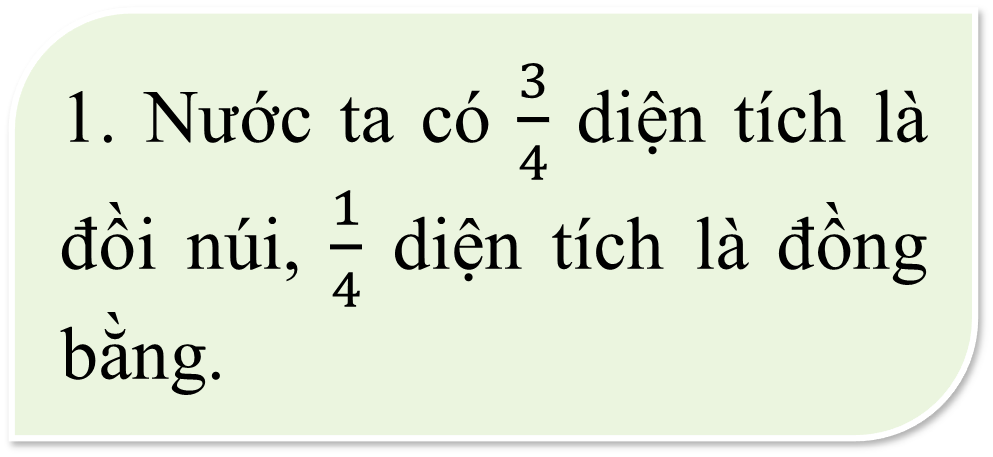 1. Nước ta có 3/4 diện tích là
đồi núi, 1/4 diện tích là đồng
bằng.